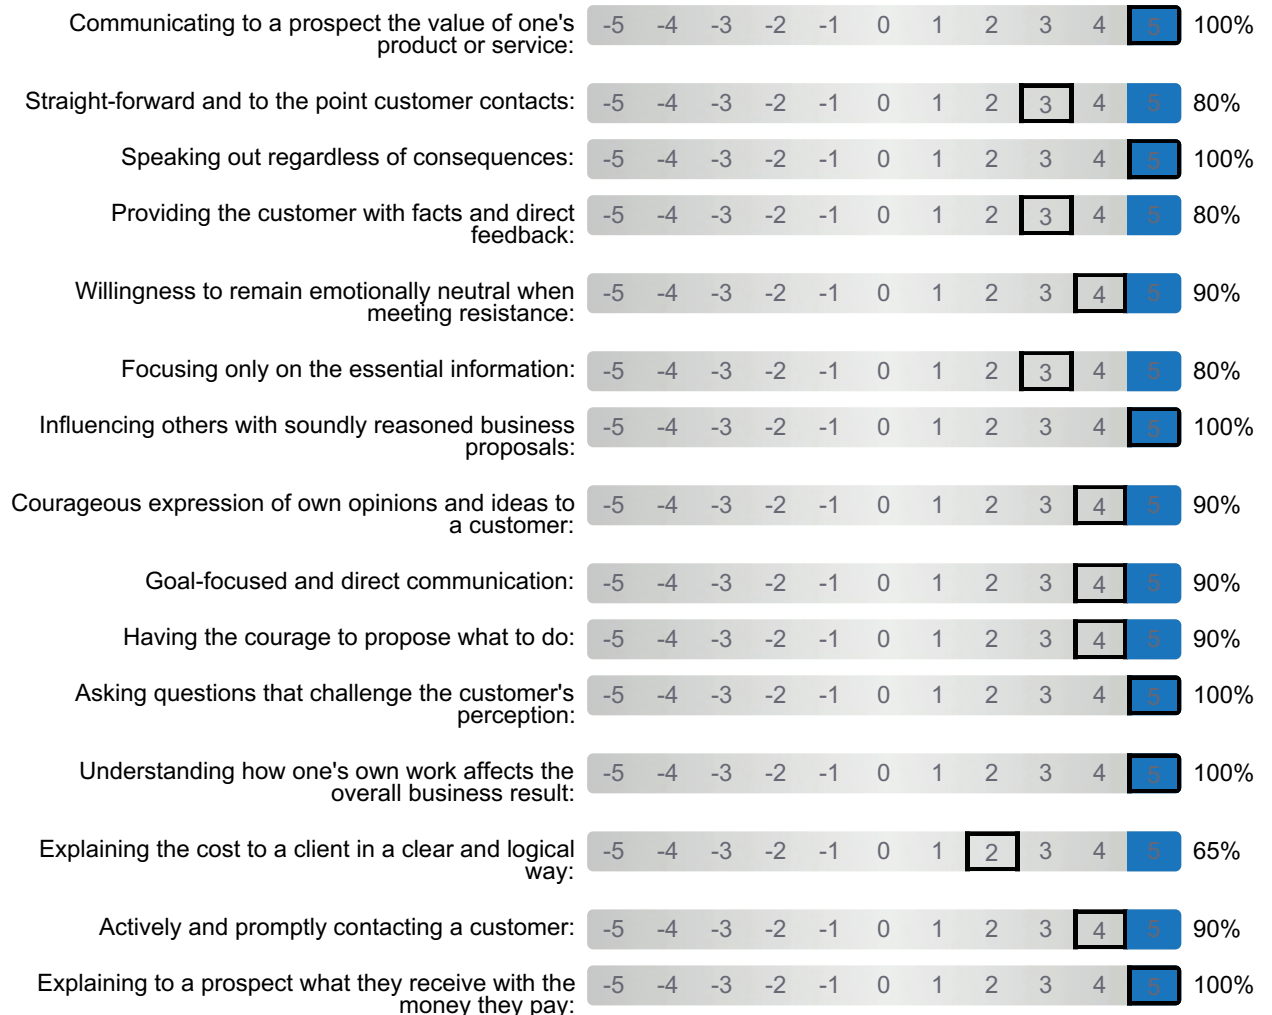 Communicating to a prospect the value of one's
product or service:
-5 -4 -3 -2 -1 0 1 2 3 4 5 100%
Straight-forward and to the point customer contacts: -5 -4 -3 -2 -1 0 1 2 3 4 5 80%
Speaking out regardless of consequences: -5 -4 -3 -2 -1 0 1 2 3 4 5 100%
Providing the customer with facts and direct
feedback:
-5 -4 -3 -2 -1 0 1 2 3 4 5 80%
Willingness to remain emotionally neutral when
meeting resistance:
-5 -4 -3 -2 -1 0 1 2 3 4 5 90%
Focusing only on the essential information: -5 -4 -3 -2 -1 0 1 2 3 4 5 80%
Influencing others with soundly reasoned business
proposals:
-5 -4 -3 -2 -1 0 1 2 3 4 5 100%
Courageous expression of own opinions and ideas to
a customer:
-5 -4 -3 -2 -1 0 1 2 3 4 5 90%
Goal-focused and direct communication: -5 -4 -3 -2 -1 0 1 2 3 4 5 90%
Having the courage to propose what to do: -5 -4 -3 -2 -1 0 1 2 3 4 5 90%
Asking questions that challenge the customer's
perception:
-5 -4 -3 -2 -1 0 1 2 3 4 5 100%
Understanding how one's own work affects the
overall business result:
-5 -4 -3 -2 -1 0 1 2 3 4 5 100%
Explaining the cost to a client in a clear and logical
way:
-5 -4 -3 -2 -1 0 1 2 3 4 5 65%
Actively and promptly contacting a customer: -5 -4 -3 -2 -1 0 1 2 3 4 5 90%
Explaining to a prospect what they receive with the
money they pay:
-5 -4 -3 -2 -1 0 1 2 3 4 5 100%